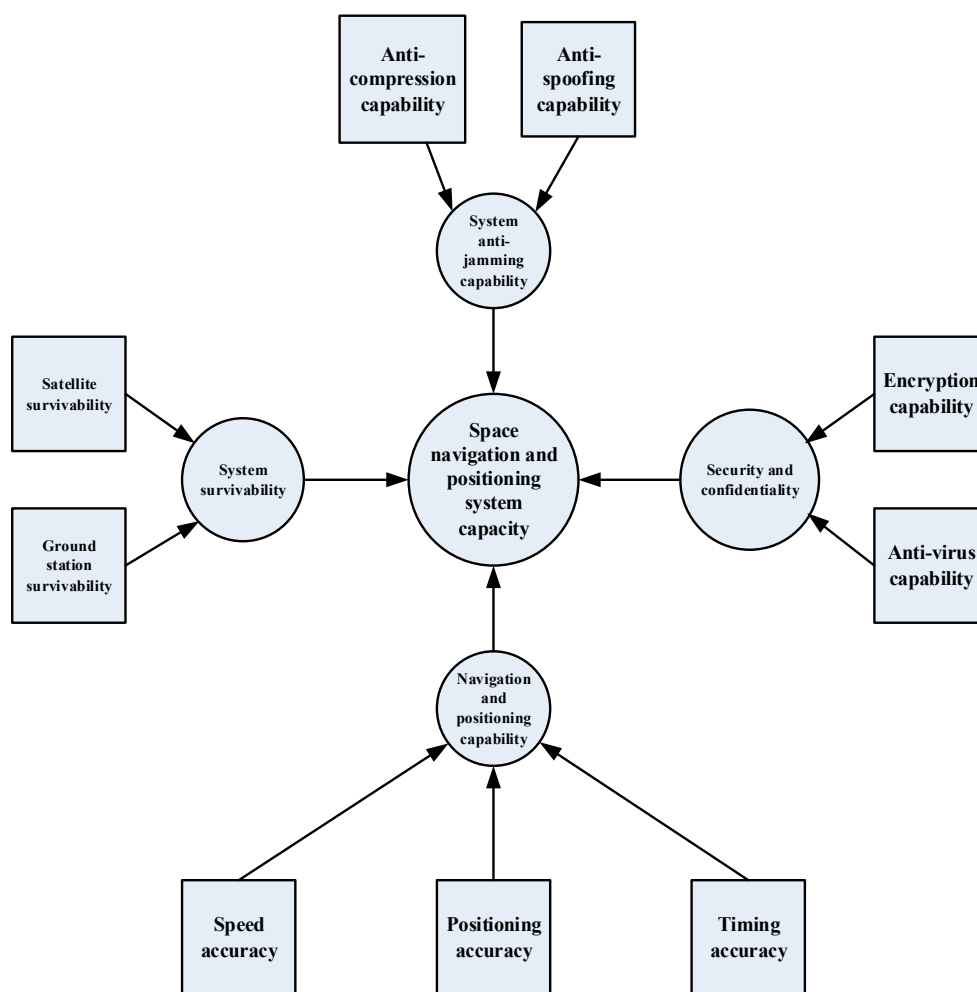 Anti-
compression
capability
Anti-
spoofing
capability
System
anti-
jamming
capability
Satellite
survivability
Encryption
capability
Space
navigation and
positioning
system
capacity
System
survivability
Security and
confidentiality
Ground
station
survivability
Anti-virus
capability
Navigation
and
positioning
capability
Speed
accuracy
Positioning
accuracy
Timing
accuracy